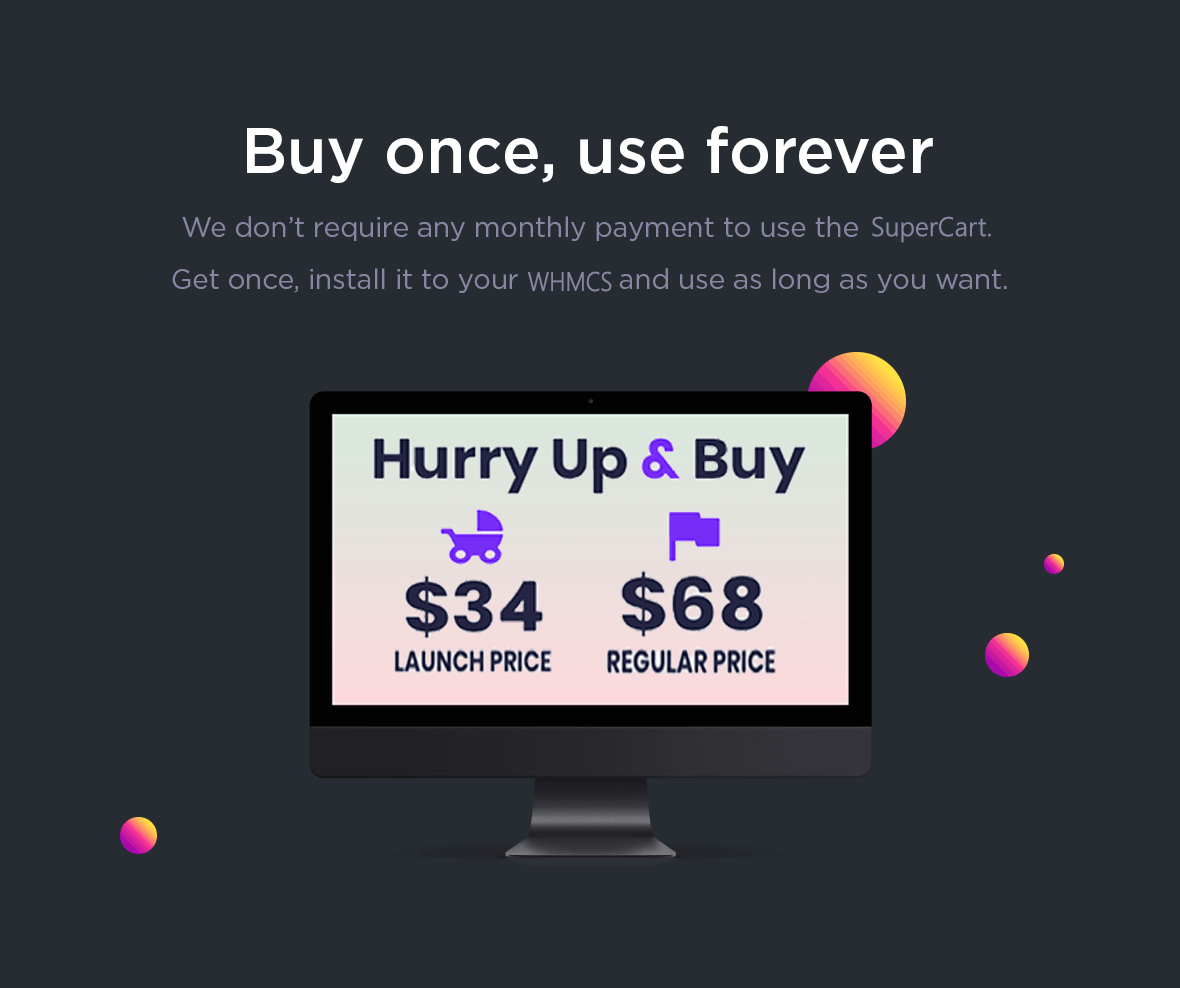 Buy once, use forever
We don’t require any monthly payment to use the SuperCart.
Get once, install it to your WHMCS and use as long as you want.
Hurry Up & Buy
$34 $68
LAUNCH PRICE REGULAR PRICE